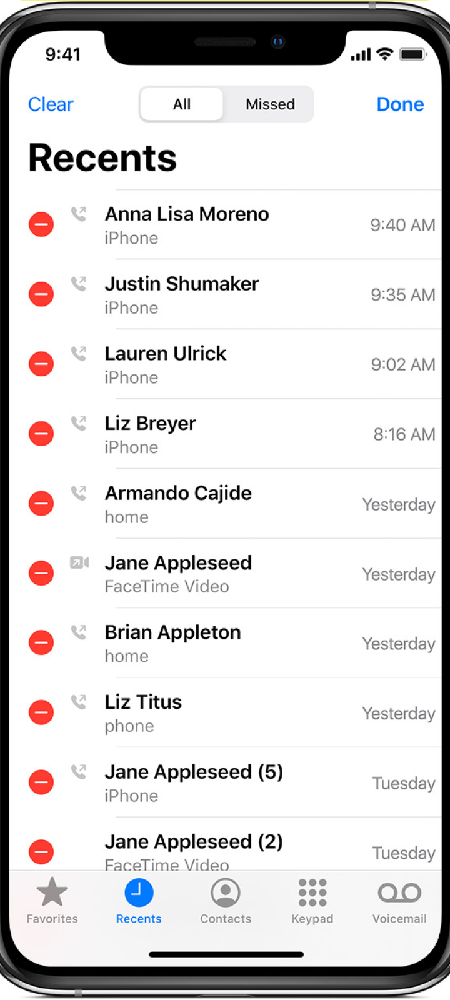 9:41
Clear
All
Missed
Done
Recents
Anna Lisa Moreno
iPhone
9:40 AM
Justin Shumaker
iPhone
9:35 AM
Lauren Ulrick
iPhone
9:02 AM
Liz Breyer
iPhone
8:16 AM
Armando Cajide
home
Yesterday
Jane Appleseed
FaceTime Video
Yesterday
Brian Appleton
home
Yesterday
Liz Titus
phone
Yesterday
Jane Appleseed (5)
iPhone
Tuesday
Jane Appleseed (2)
FaceTime Video
Tuesday
Favorites
Recents
Contacts
Keypad
Voicemail